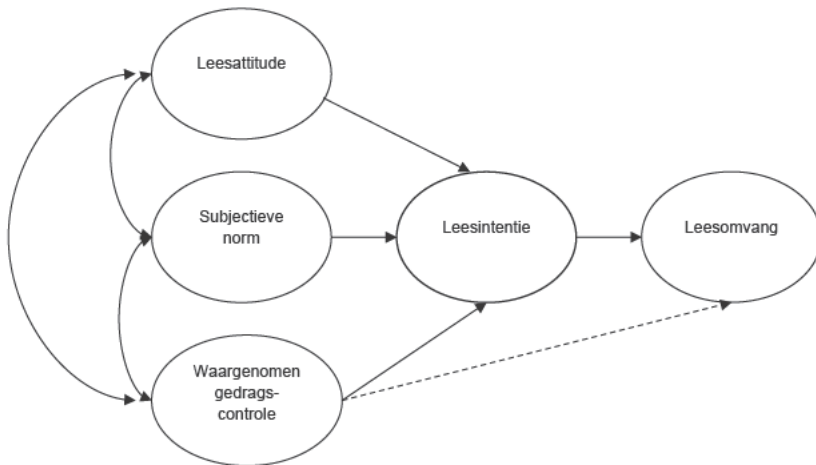 Leesattitude
Subjectieve
norm
Leesintentie
Leesomvang
Waargenomen
gedrags-
controle